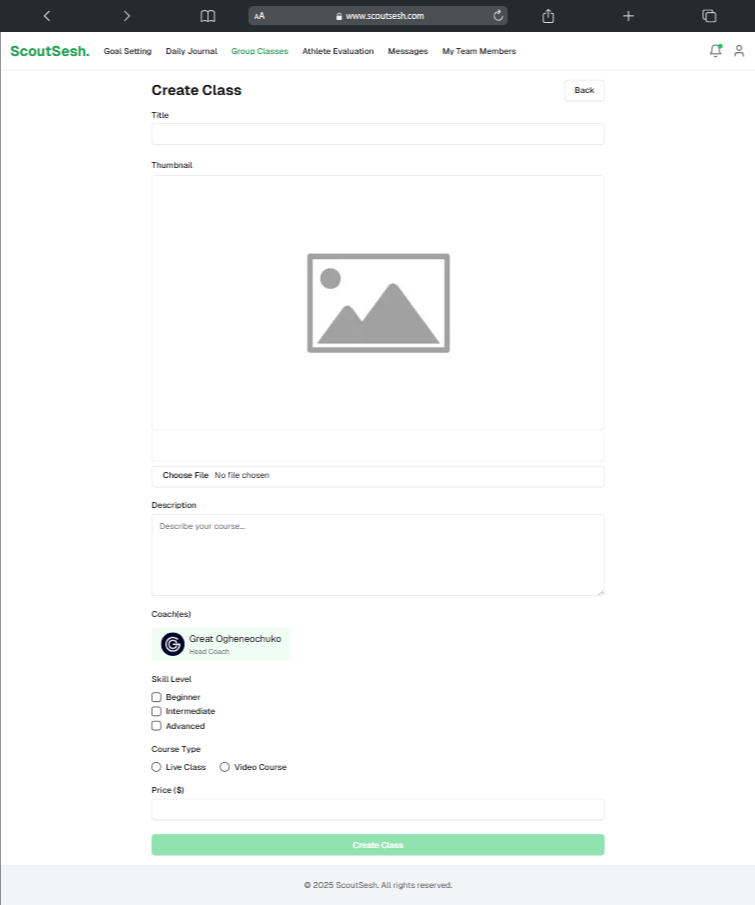 AA www.scoutsesh.com
ScoutSesh. Goal Setting Daily Journal Group Classes Athlete Evaluation Messages My Team Members
Create Class Back
Title
Thumbnail
Choose File No file chosen
Description
Describe your course...
Coach(es)
G Great Ogheneochuko
Head Coach
Skill Level
Beginner
Intermediate
Advanced
Course Type
Live Class Video Course
Price ($)
Create Class
© 2025 ScoutSesh. All rights reserved.